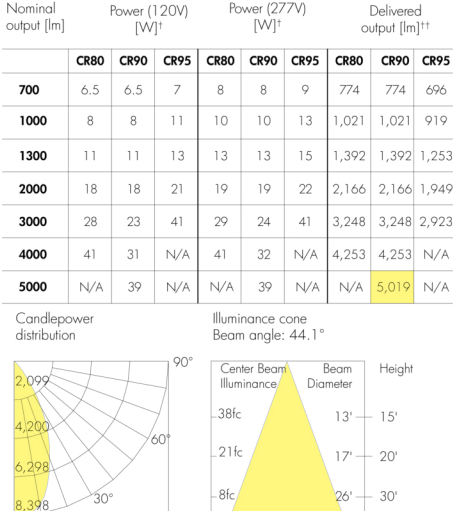 Nominal Power (120V) Power (277V) Delivered
output [lm] [W]† [W]† output [lm]††
CR80 CR90 CR95 CR80 CR90 CR95 CR80 CR90 CR95
700 6.5 6.5 7 8 8 9 774 774 696
1000 8 8 11 10 10 13 1,021 1,021 919
1300 11 11 13 13 13 15 1,392 1,392 1,253
2000 18 18 21 19 19 22 2,166 2,166 1,949
3000 28 23 41 29 24 41 3,248 3,248 2,923
4000 41 31 N/A 41 32 N/A 4,253 4,253 N/A
5000 N/A 39 N/A N/A 39 N/A N/A 5,019 N/A
Candlepower
distribution
90°
2,099
4,200
60°
6,298
30°
8,398
Illuminance cone
Beam angle: 44.1°
Center Beam Beam Height
Illuminance Diameter
38fc 13' 15'
21fc 17' 20'
8fc 26' 30'